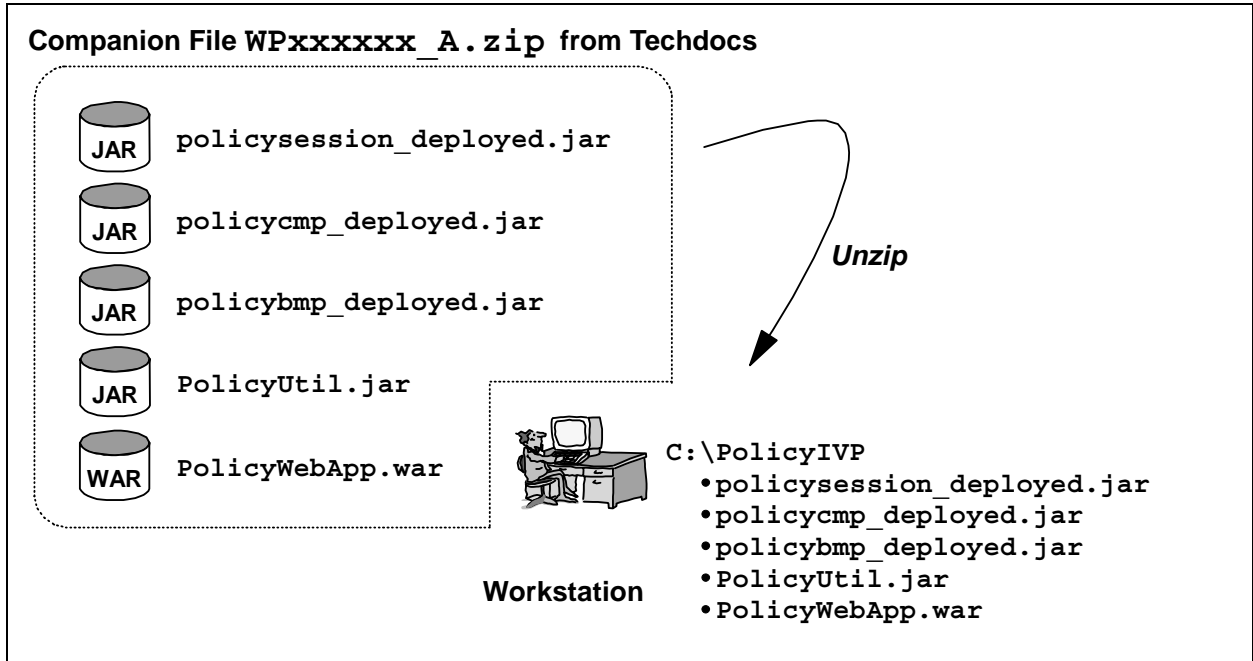 Companion File WPxxxxxx_A.zip from Techdocs
JAR policysession_deployed.jar
JAR policycmp_deployed.jar
JAR policybmp_deployed.jar
JAR PolicyUtil.jar
WAR PolicyWebApp.war
Unzip
Workstation
C:\PolicyIVP
•policysession_deployed.jar
•policycmp_deployed.jar
•policybmp_deployed.jar
•PolicyUtil.jar
•PolicyWebApp.war